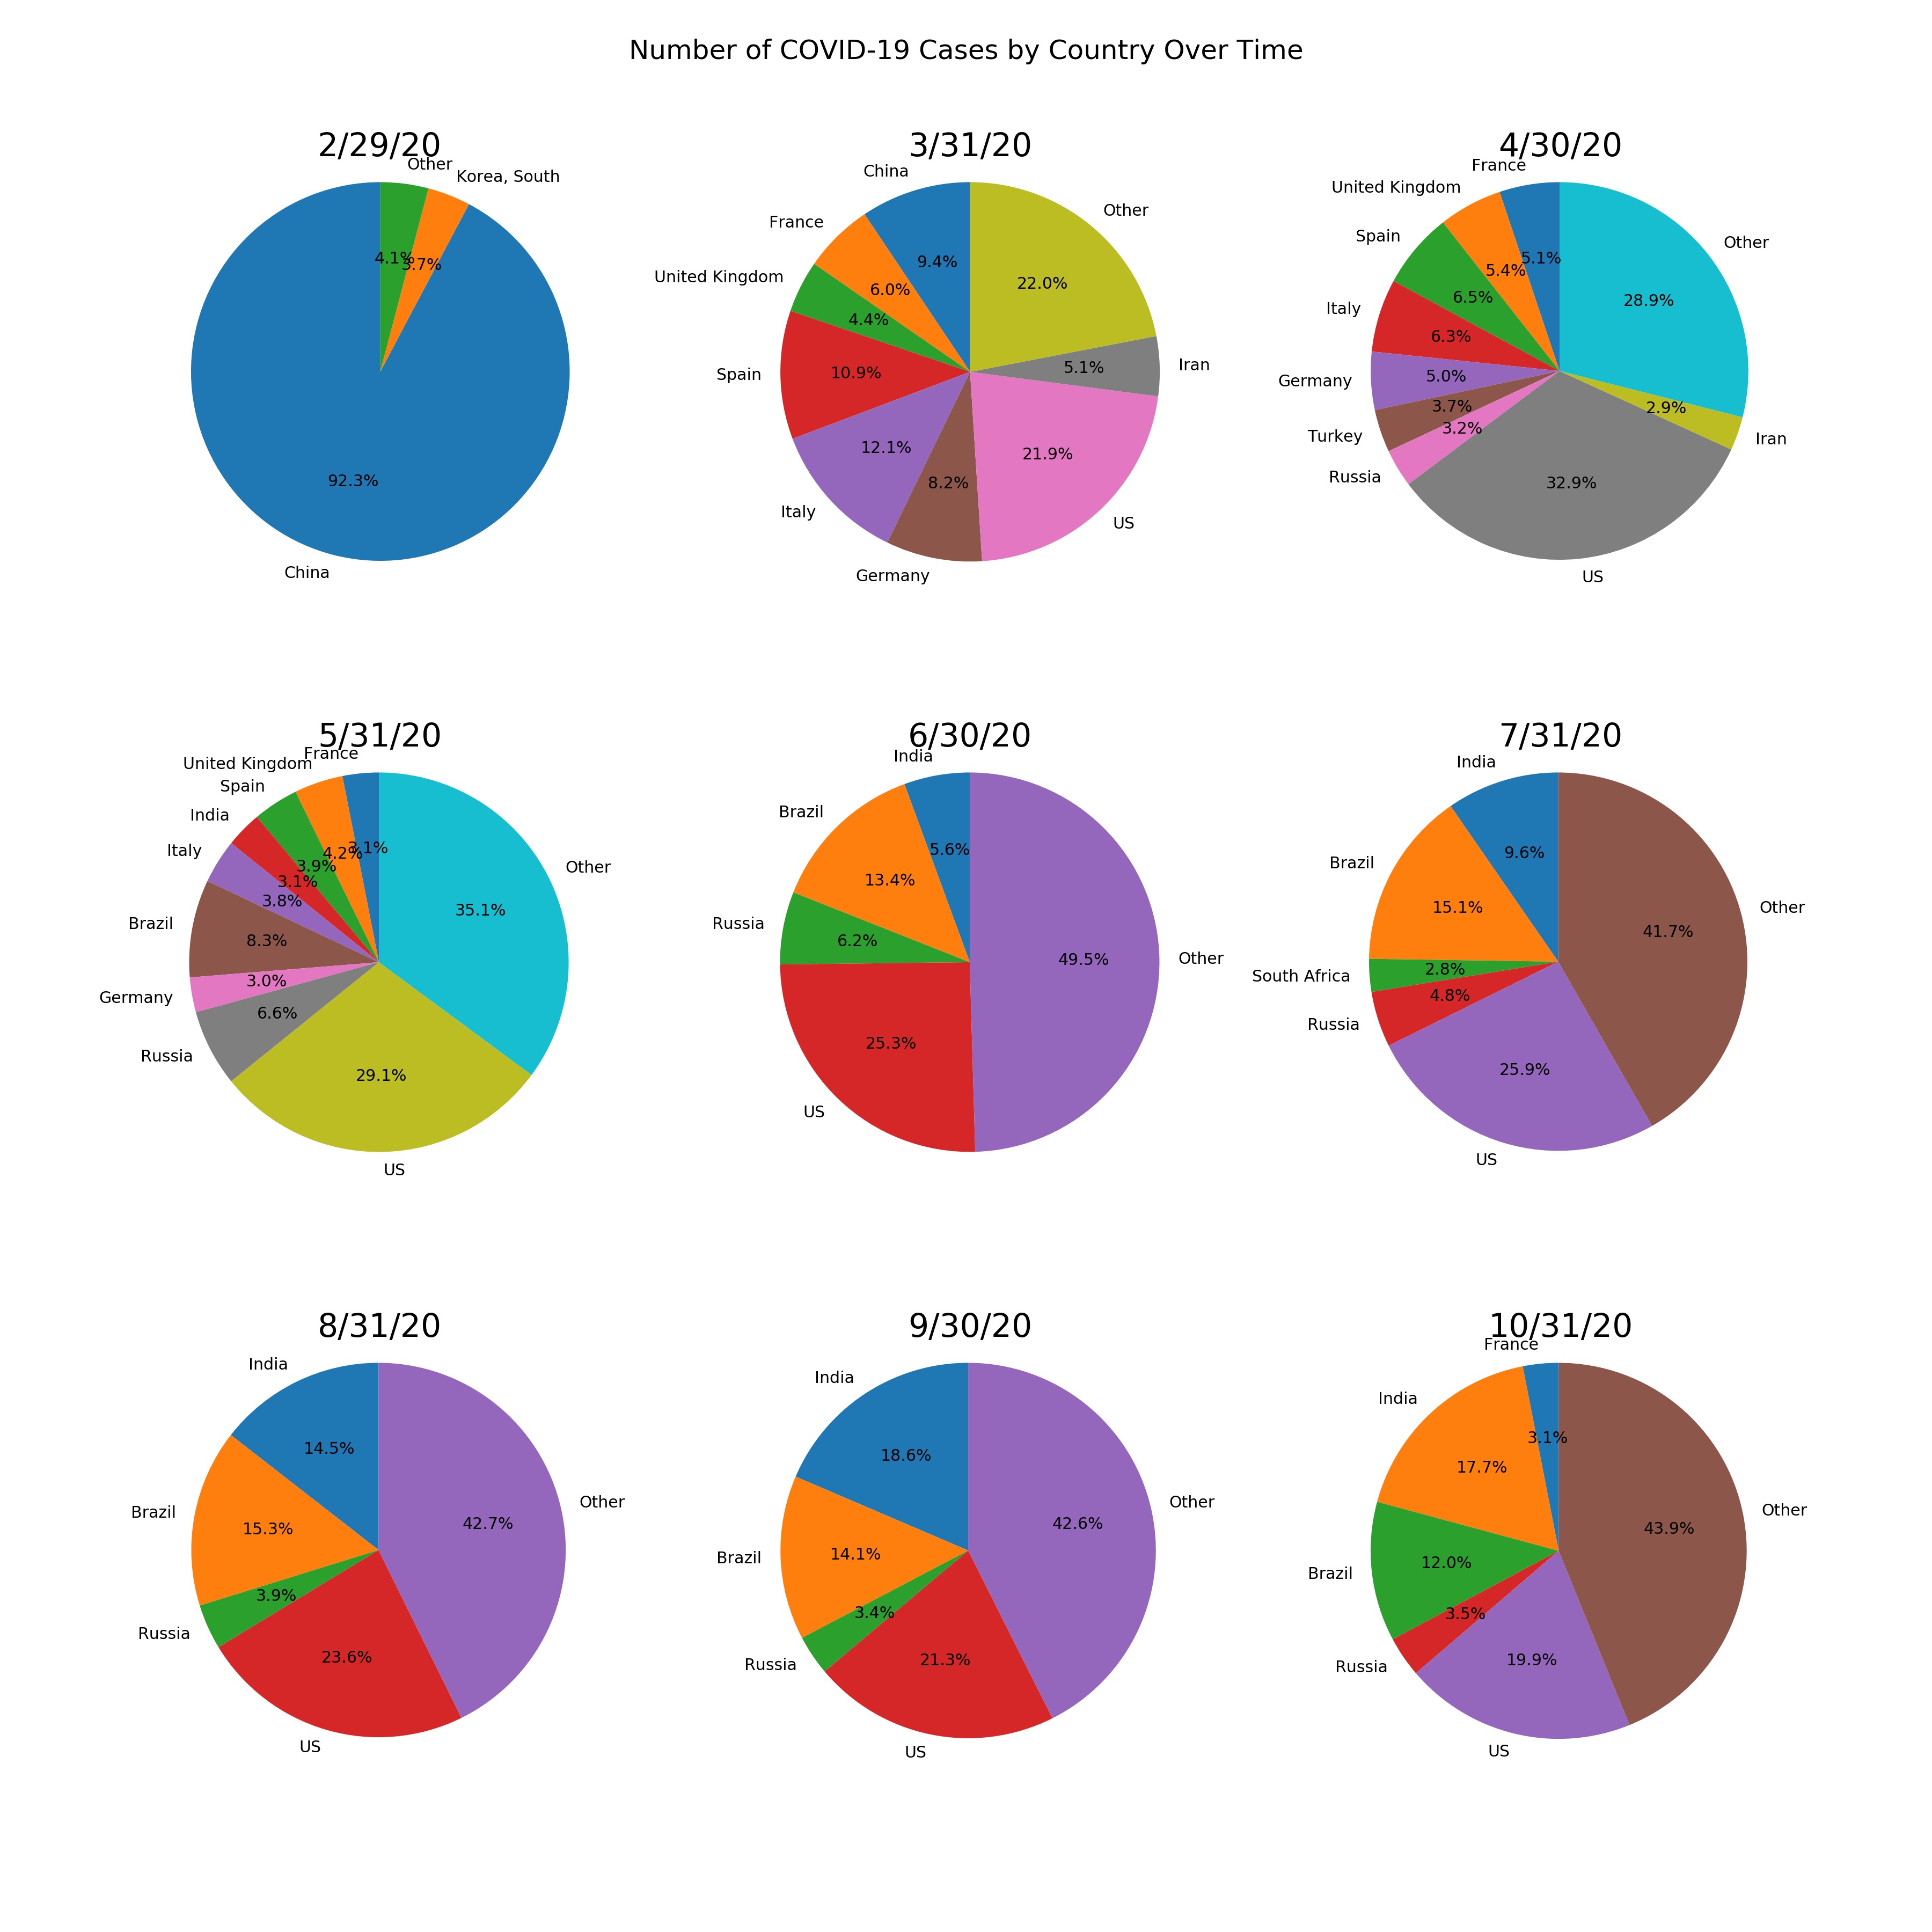 Number of COVID-19 Cases by Country Over Time
2/29/20
Other
Korea, South
4.1%
3.7%
92.3%
China
3/31/20
China
France
United Kingdom
Spain
Italy
Germany
US
Iran
Other
9.4%
6.0%
4.4%
10.9%
12.1%
8.2%
21.9%
5.1%
22.0%
4/30/20
France
United Kingdom
Spain
Italy
Germany
Turkey
Russia
US
Iran
Other
5.1%
5.4%
6.5%
6.3%
5.0%
3.7%
3.2%
32.9%
2.9%
28.9%
5/31/20
France
United Kingdom
Spain
India
Italy
Brazil
Germany
Russia
US
Other
3.1%
4.2%
3.9%
3.1%
3.8%
8.3%
3.0%
6.6%
29.1%
35.1%
6/30/20
India
Brazil
Russia
US
Other
5.6%
13.4%
6.2%
25.3%
49.5%
7/31/20
India
Brazil
South Africa
Russia
US
Other
9.6%
15.1%
2.8%
4.8%
25.9%
41.7%
8/31/20
India
Brazil
Russia
US
Other
14.5%
15.3%
3.9%
23.6%
42.7%
9/30/20
India
Brazil
Russia
US
Other
18.6%
14.1%
3.4%
21.3%
42.6%
10/31/20
France
India
Brazil
Russia
US
Other
3.1%
17.7%
12.0%
3.5%
19.9%
43.9%